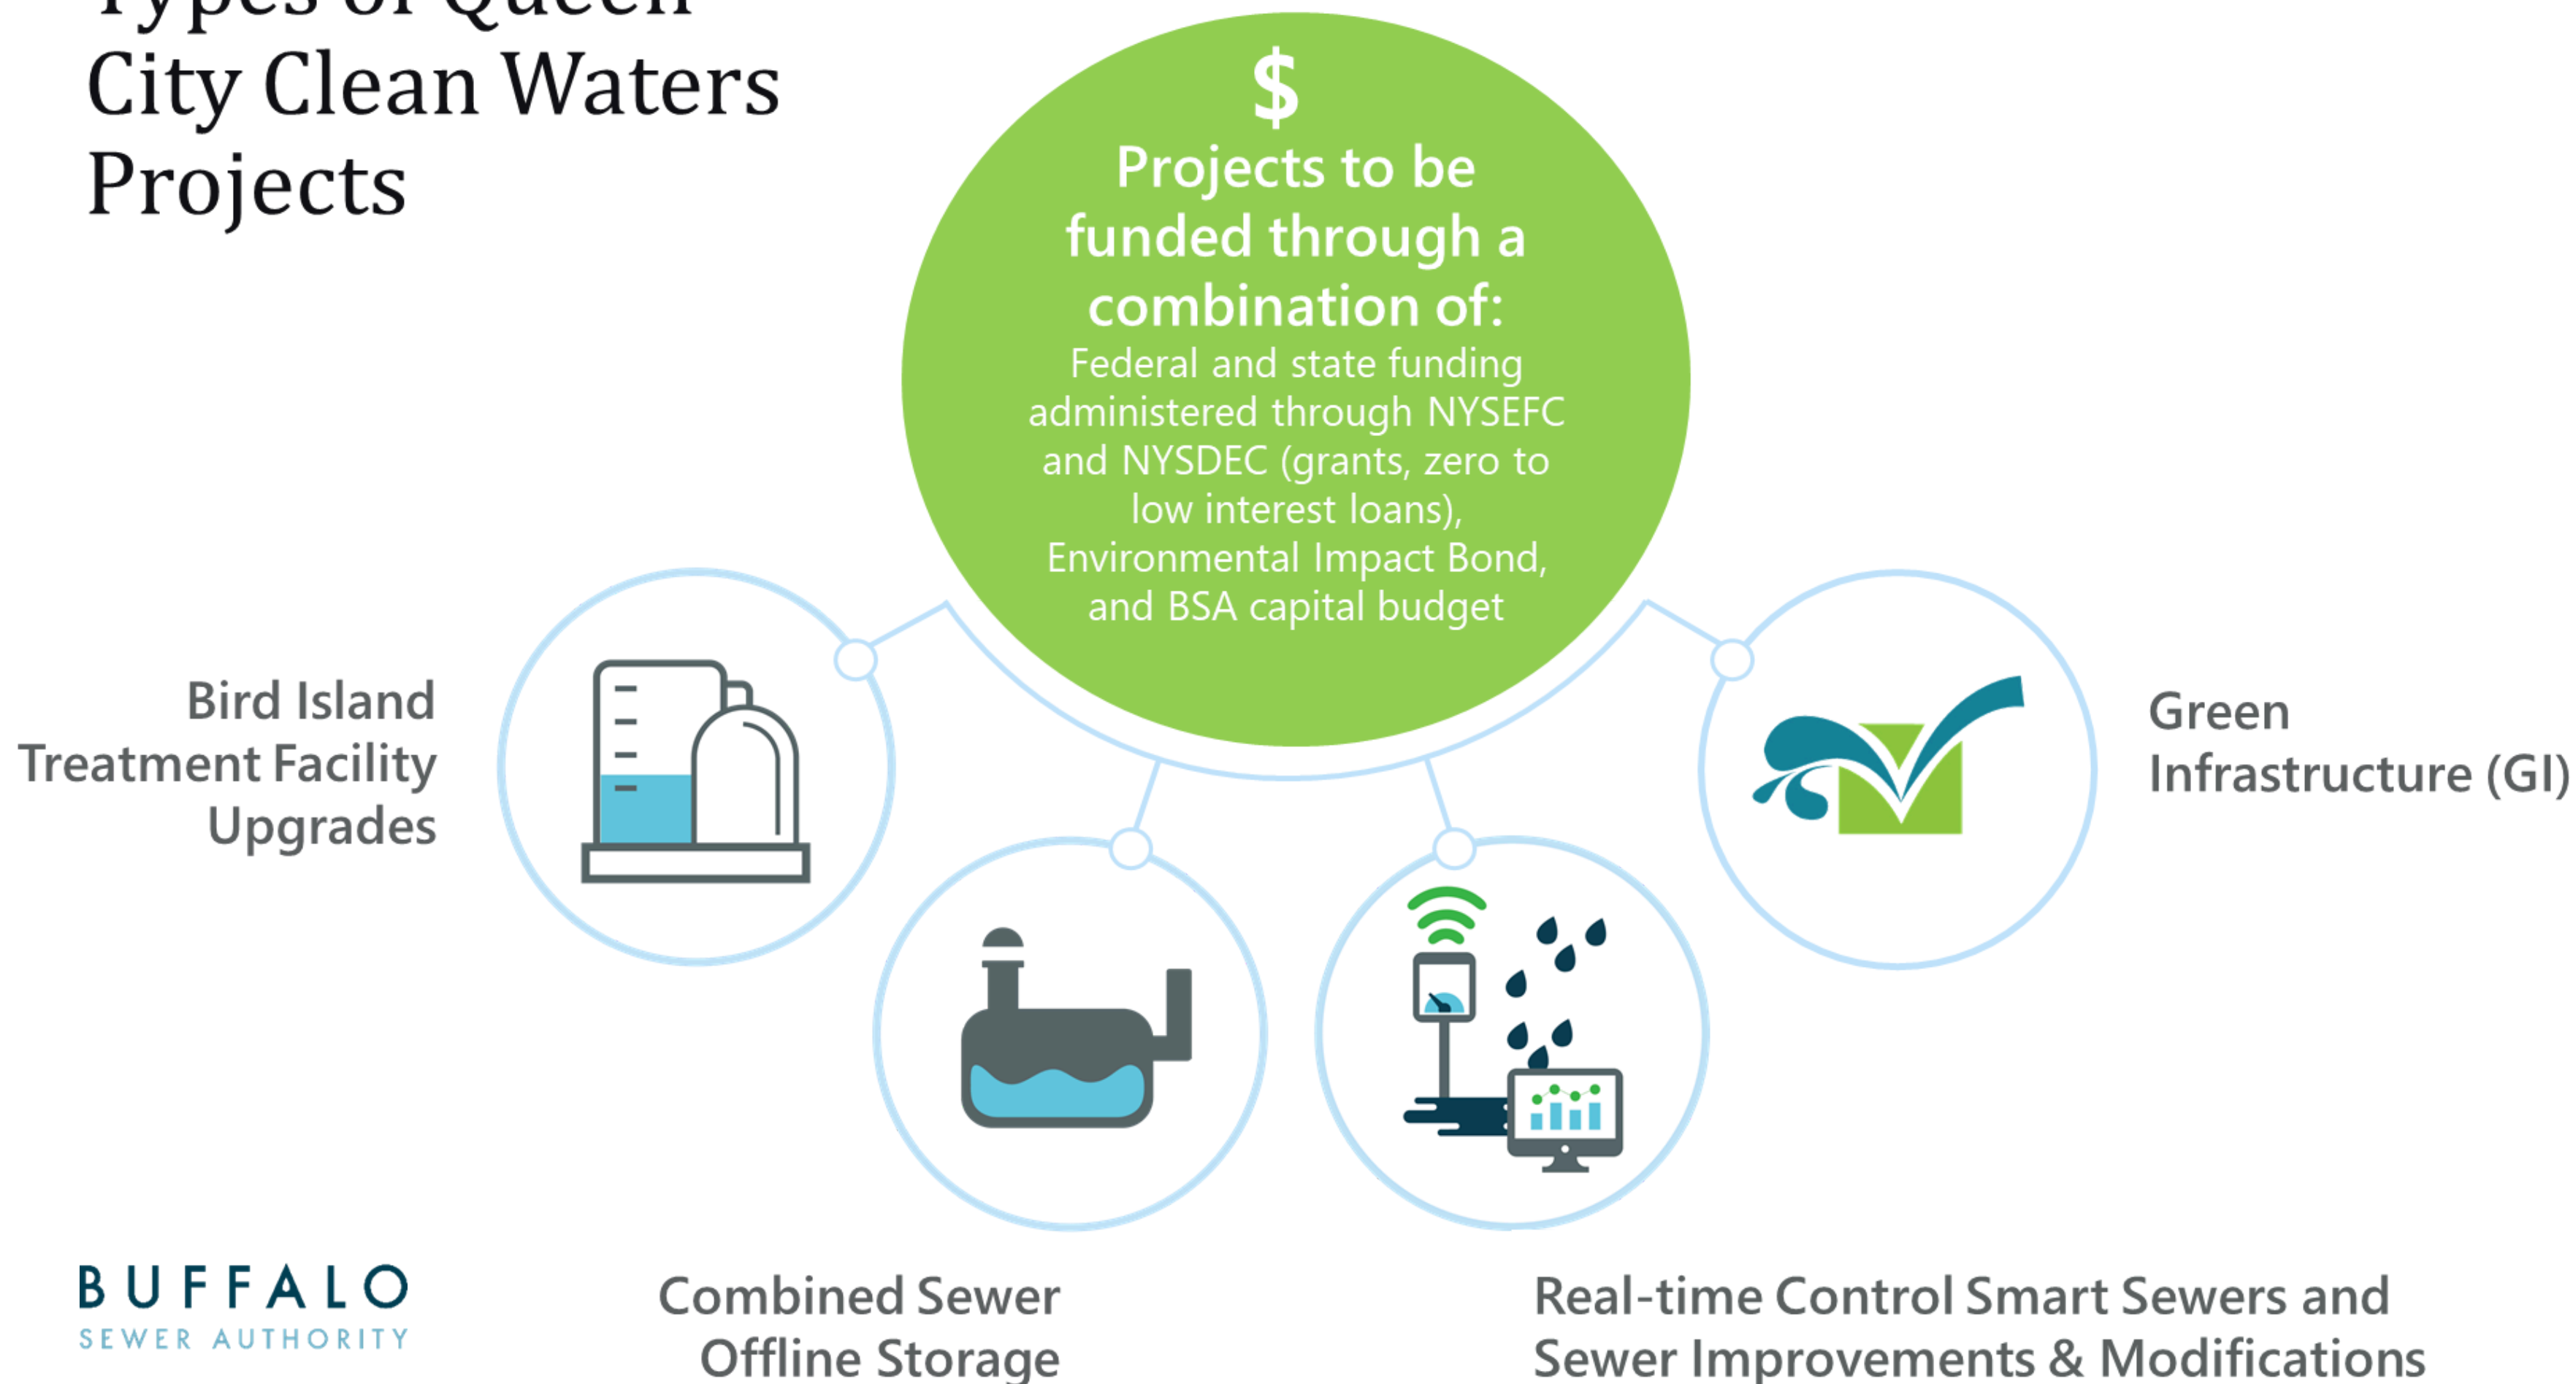 Types of Queen
City Clean Waters
Projects
$
Projects to be
funded through a
combination of:
Federal and state funding
administered through NYSEFC
and NYSDEC (grants, zero to
low interest loans),
Environmental Impact Bond,
and BSA capital budget
Bird Island
Treatment Facility
Upgrades
Green
Infrastructure (GI)
Combined Sewer
Offline Storage
Real-time Control Smart Sewers and
Sewer Improvements & Modifications
BUFFALO
SEWER AUTHORITY